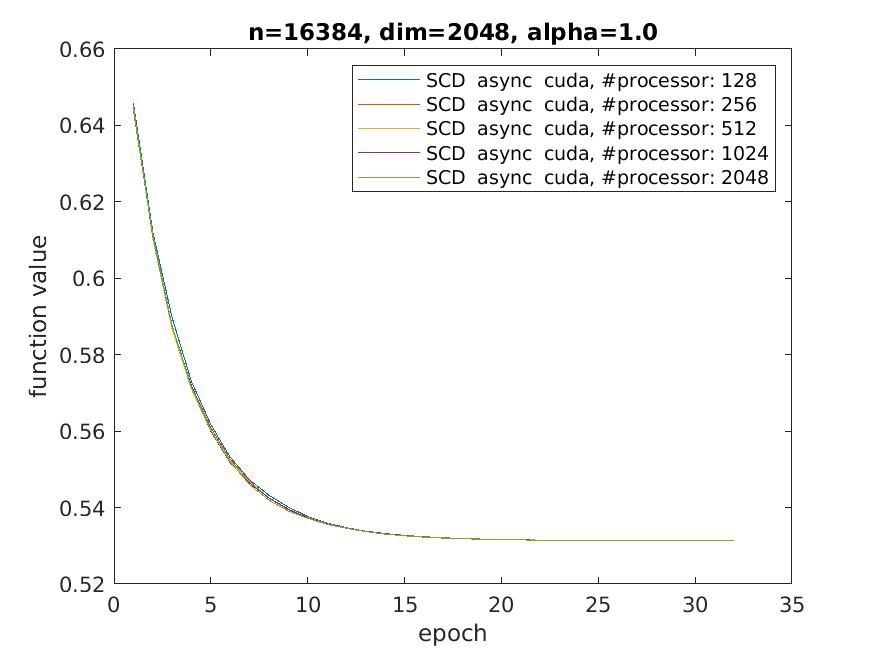 n=16384, dim=2048, alpha=1.0
0.66
0.64
0.62
0.6
0.58
0.56
0.54
0.52
function value
SCD async cuda, #processor: 128
SCD async cuda, #processor: 256
SCD async cuda, #processor: 512
SCD async cuda, #processor: 1024
SCD async cuda, #processor: 2048
0 5 10 15 20 25 30 35
epoch